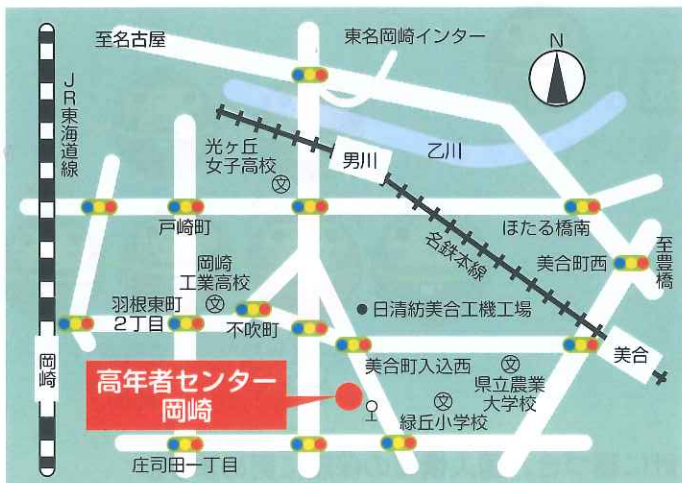 至名古屋
東名岡崎インター
N
JR東海道線
光ヶ丘
女子高校
文
男川
乙川
戸崎町
ほたる橋南
名鉄本線
美合町西
至豊橋
岡崎
工業高校
文
羽根東町
2丁目
不吹町
日清紡美合工機工場
岡崎
美合町入込西
文
県立農業
大学校
美合
高年者センター
岡崎
文
緑丘小学校
庄司田一丁目